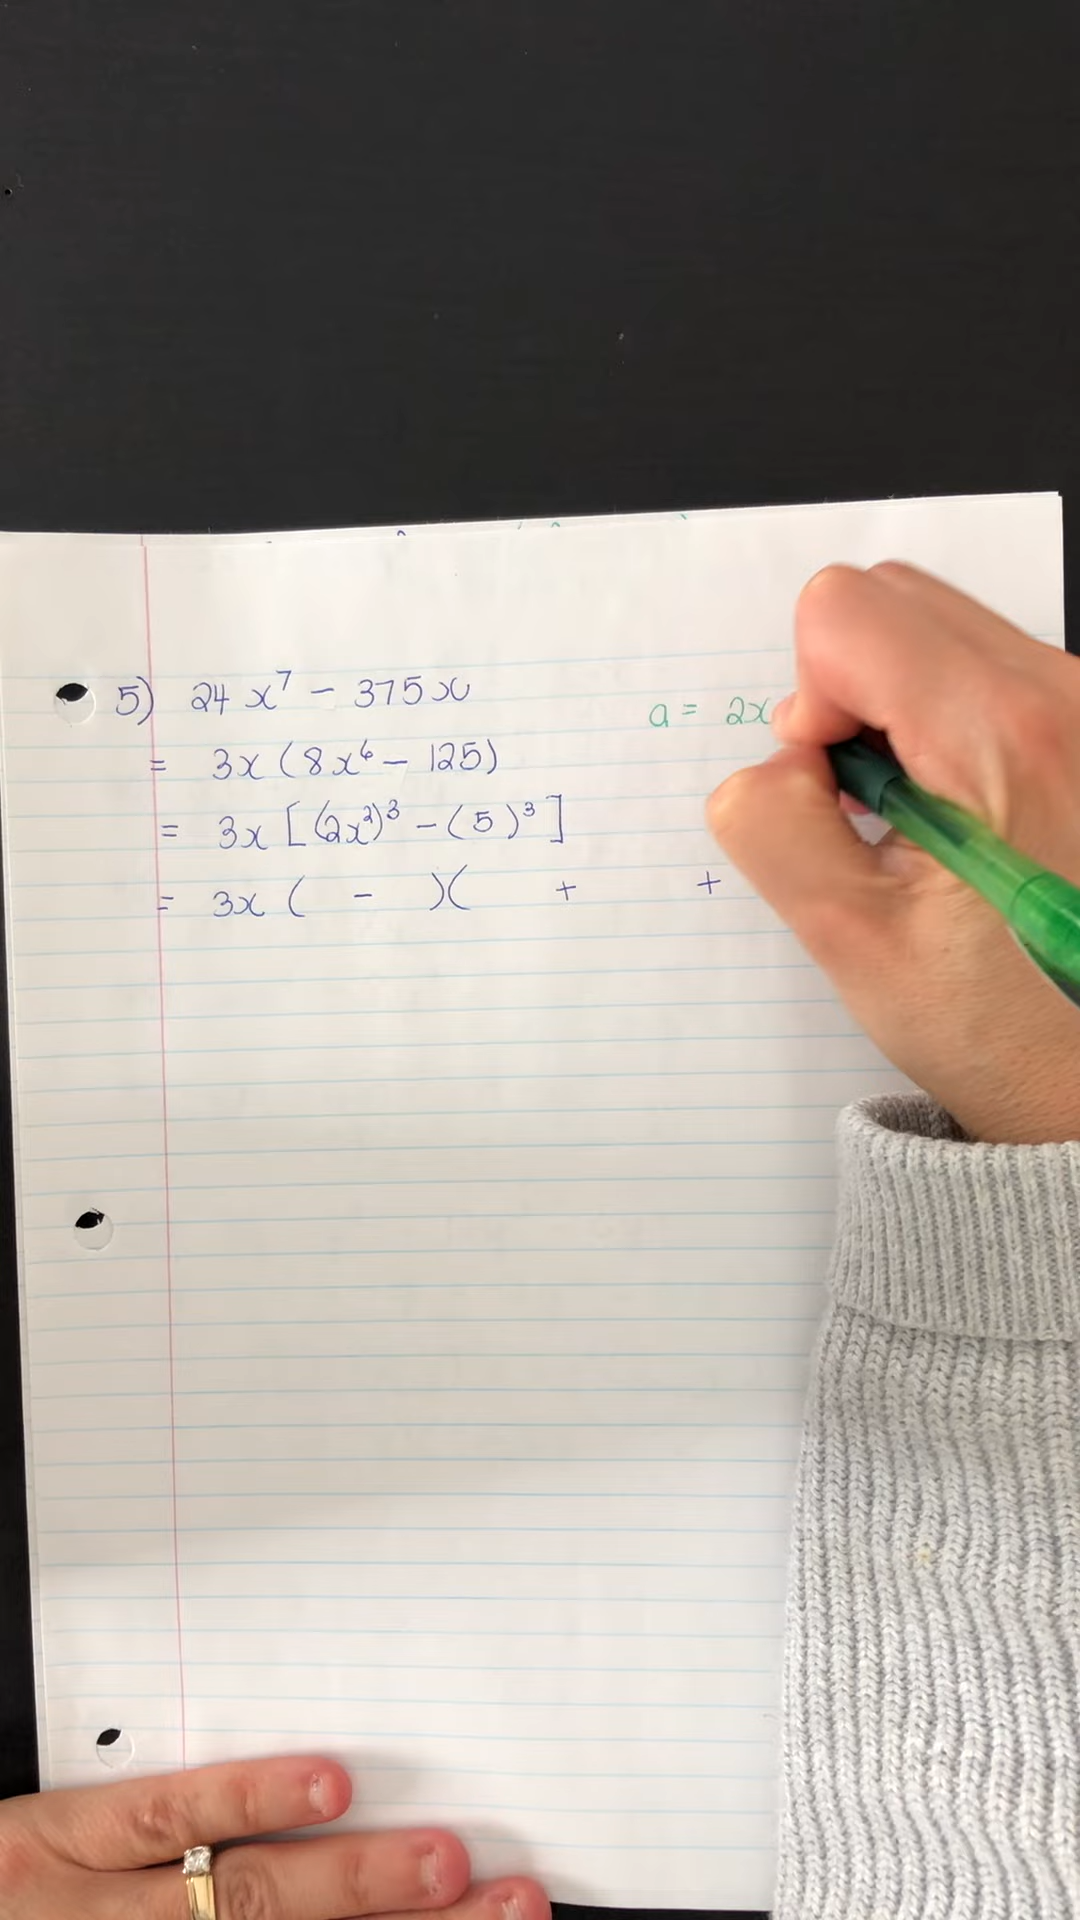 5) 24x⁷ - 375x
= 3x (8x⁶ - 125)
= 3x [(2x²)³ - (5)³]
= 3x ( - )( + +
a = 2x